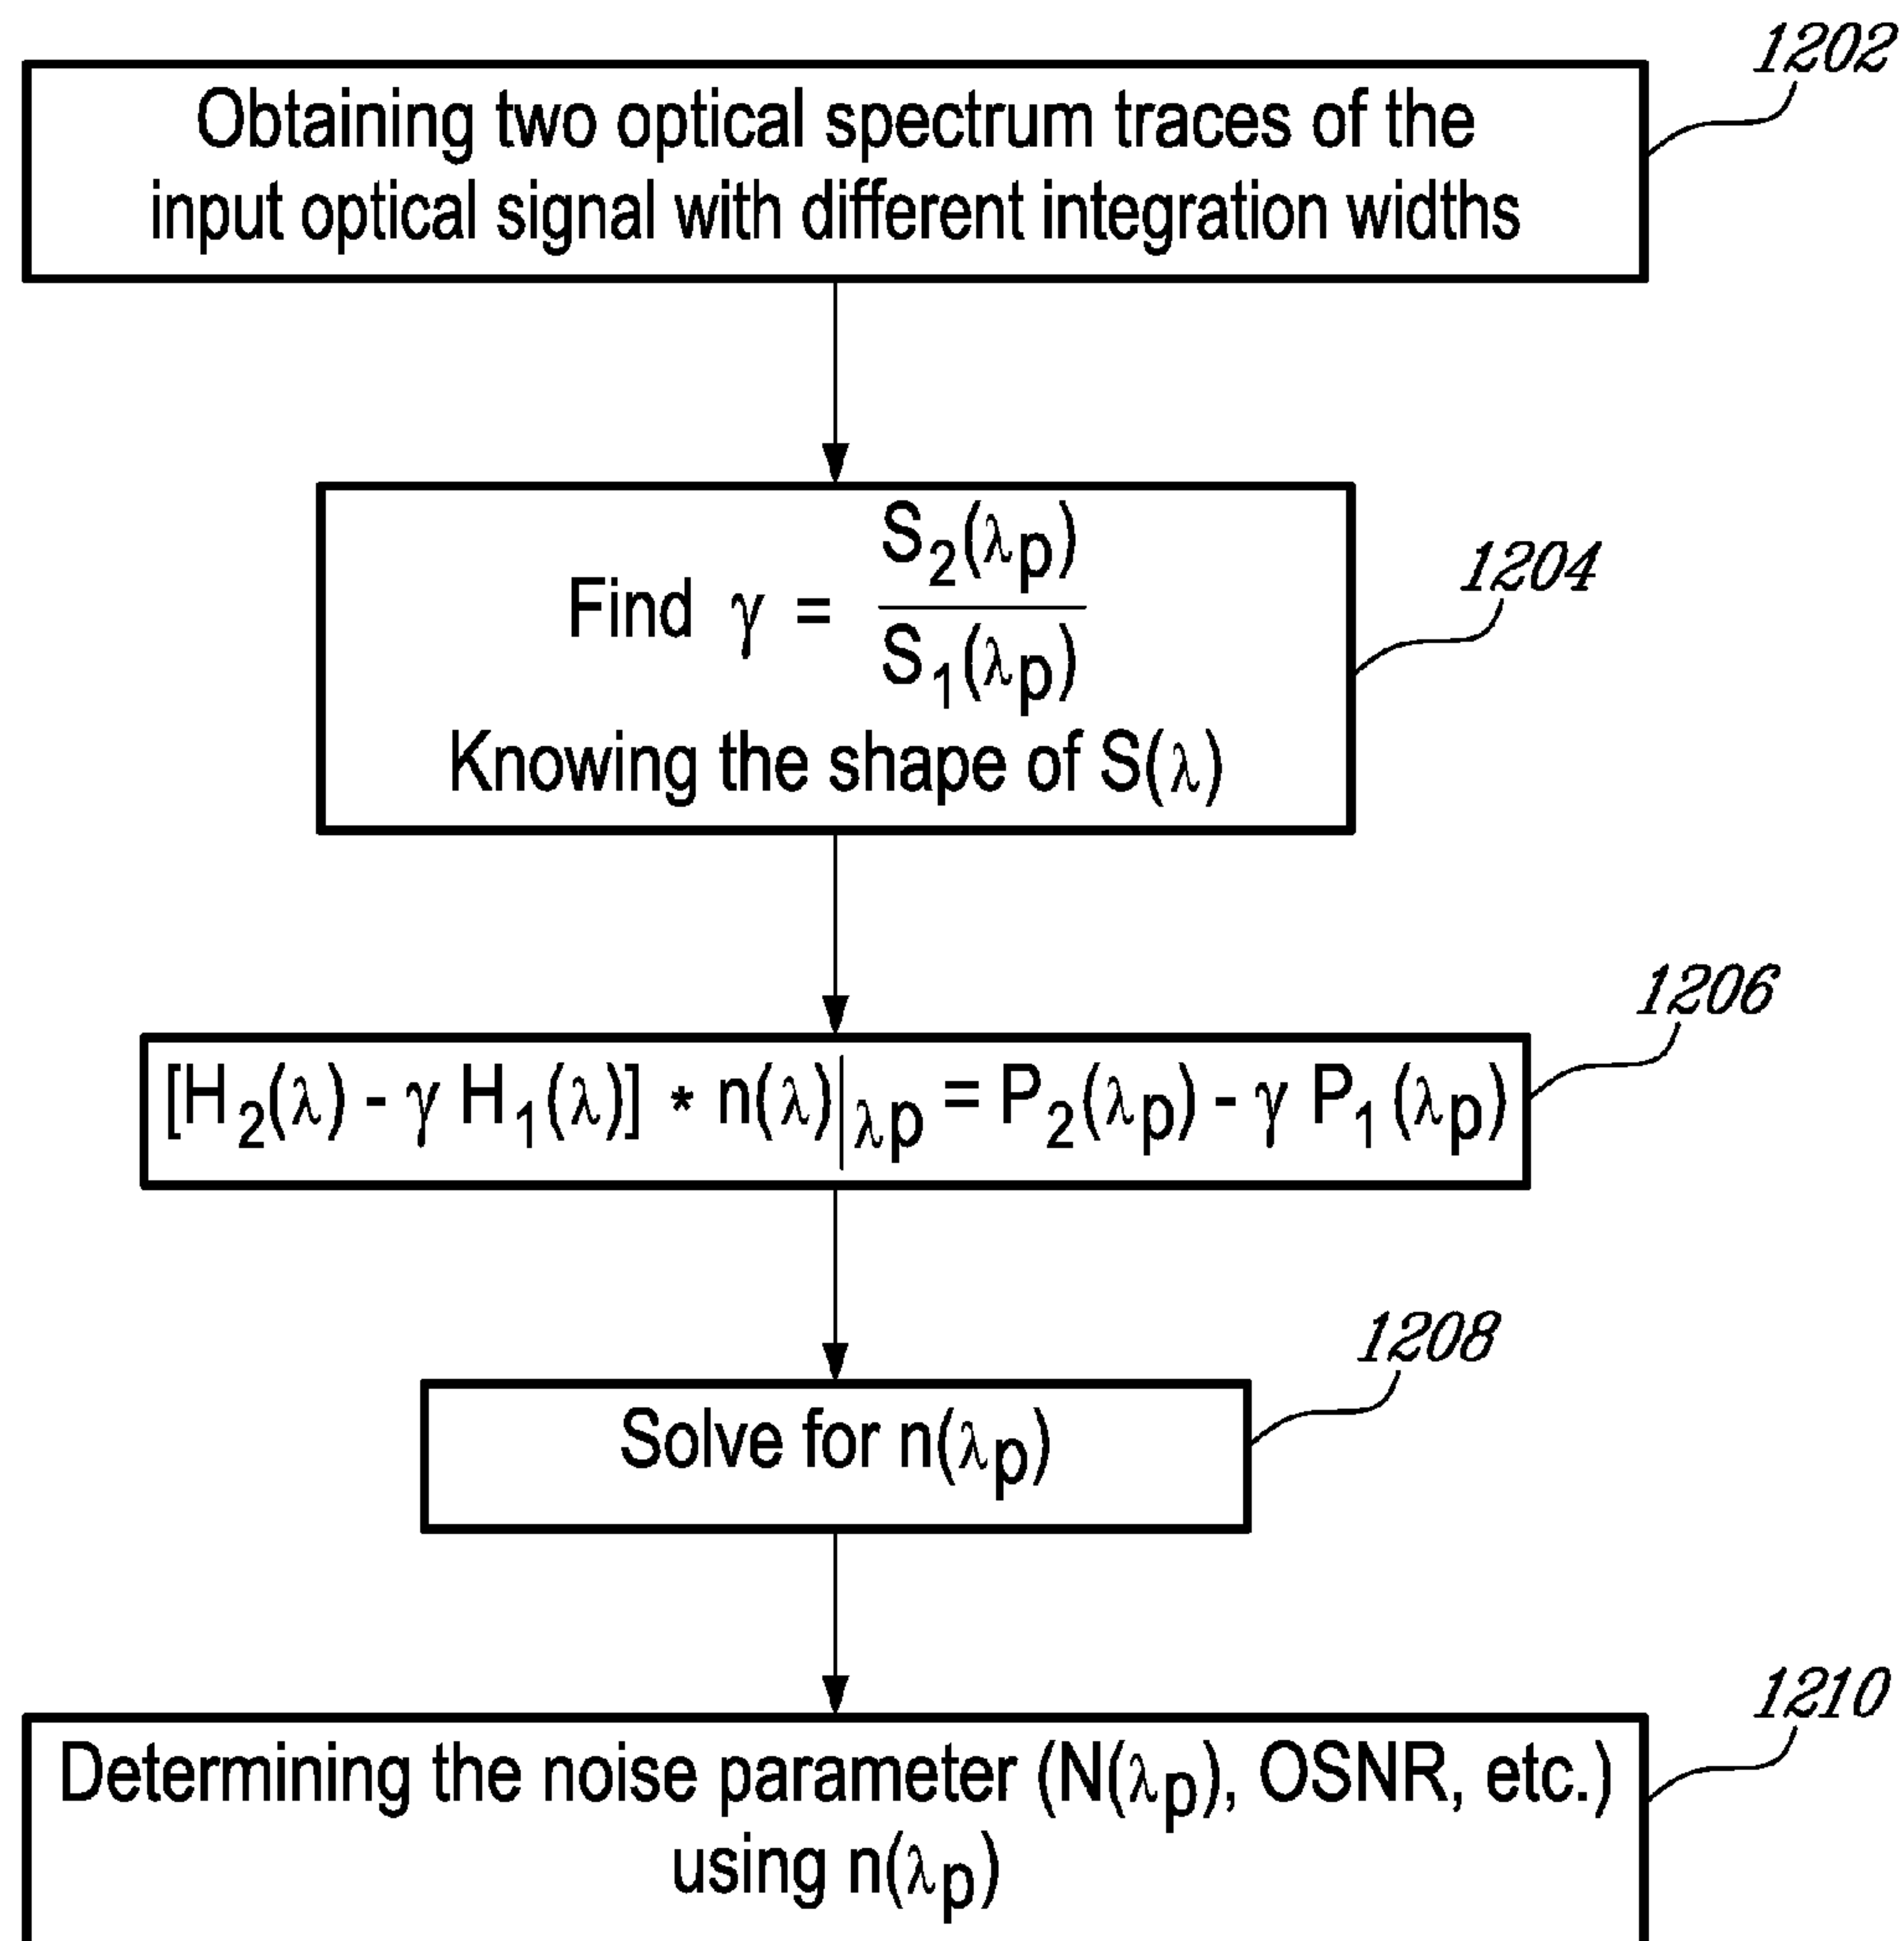 1202
Obtaining two optical spectrum traces of the
input optical signal with different integration widths
1204
Find γ = S₂(λp) / S₁(λp)
Knowing the shape of S(λ)
1206
[H₂(λ) - γ H₁(λ)] * n(λ)|λp = P₂(λp) - γ P₁(λp)
1208
Solve for n(λp)
1210
Determining the noise parameter (N(λp), OSNR, etc.)
using n(λp)